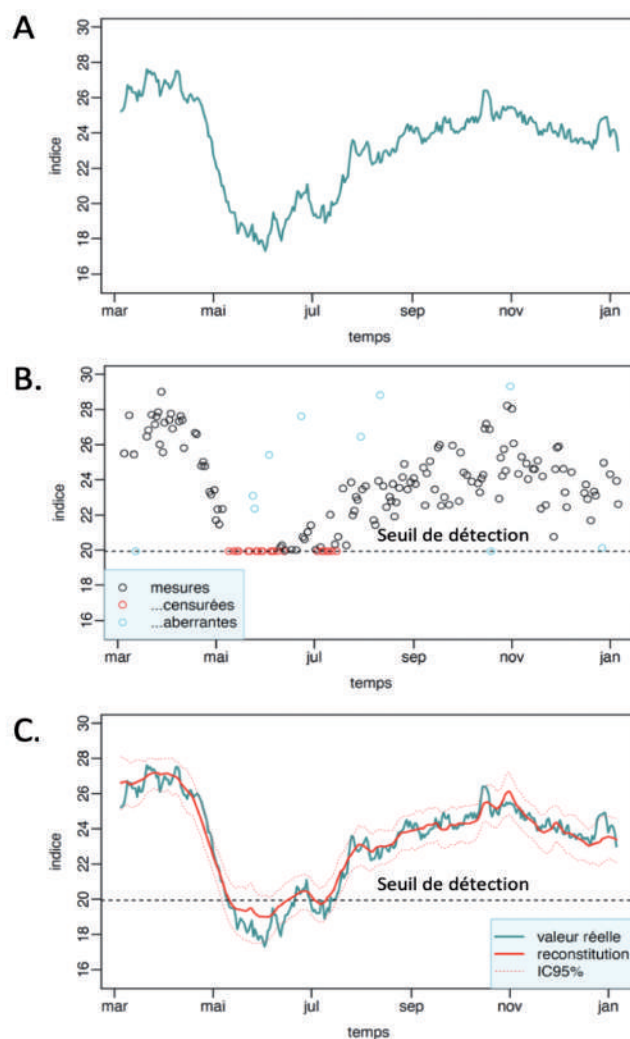 A
30
28
26
24
22
20
18
16
indice
mar mai jul sep nov jan
temps
B.
30
28
26
24
22
20
18
16
indice
Seuil de détection
mesures
...censurées
...aberrantes
mar mai jul sep nov jan
temps
C.
30
28
26
24
22
20
18
16
indice
Seuil de détection
valeur réelle
reconstitution
IC95%
mar mai jul sep nov jan
temps